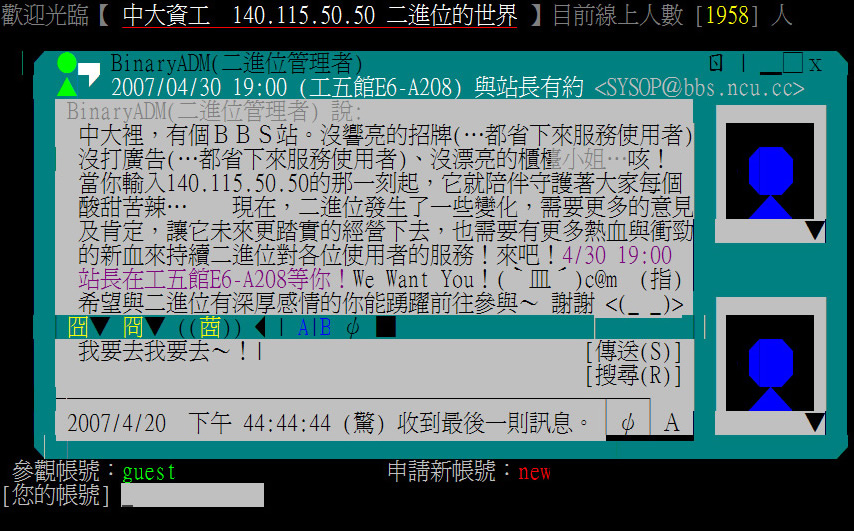 歡迎光臨【 中大資工 140.115.50.50 二進位的世界 】目前線上人數 [1958] 人
BinaryADM(二進位管理者)
2007/04/30 19:00 (工五館E6-A208) 與站長有約 <SYSOP@bbs.ncu.cc>
BinaryADM(二進位管理者) 說:
中大裡，有個ＢＢＳ站。沒響亮的招牌(…都省下來服務使用者)
沒打廣告(…都省下來服務使用者)、沒漂亮的櫃檯小姐…咳！
當你輸入140.115.50.50的那一刻起，它就陪伴守護著大家每個
酸甜苦辣… 現在，二進位發生了一些變化，需要更多的意見
及肯定，讓它未來更踏實的經營下去，也需要有更多熱血與衝勁
的新血來持續二進位對各位使用者的服務！來吧！4/30 19:00
站長在工五館E6-A208等你！We Want You！(｀皿ˊ)c@m (指)
希望與二進位有深厚感情的你能踴躍前往參與～ 謝謝 <(_ _)>
囧▼ 冏▼ ((茵)) ◀ | A|B ψ ■
我要去我要去～！|
[傳送(S)]
[搜尋(R)]
2007/4/20 下午 44:44:44 (驚) 收到最後一則訊息。 ψ A
參觀帳號：guest 申請新帳號：new
[您的帳號]